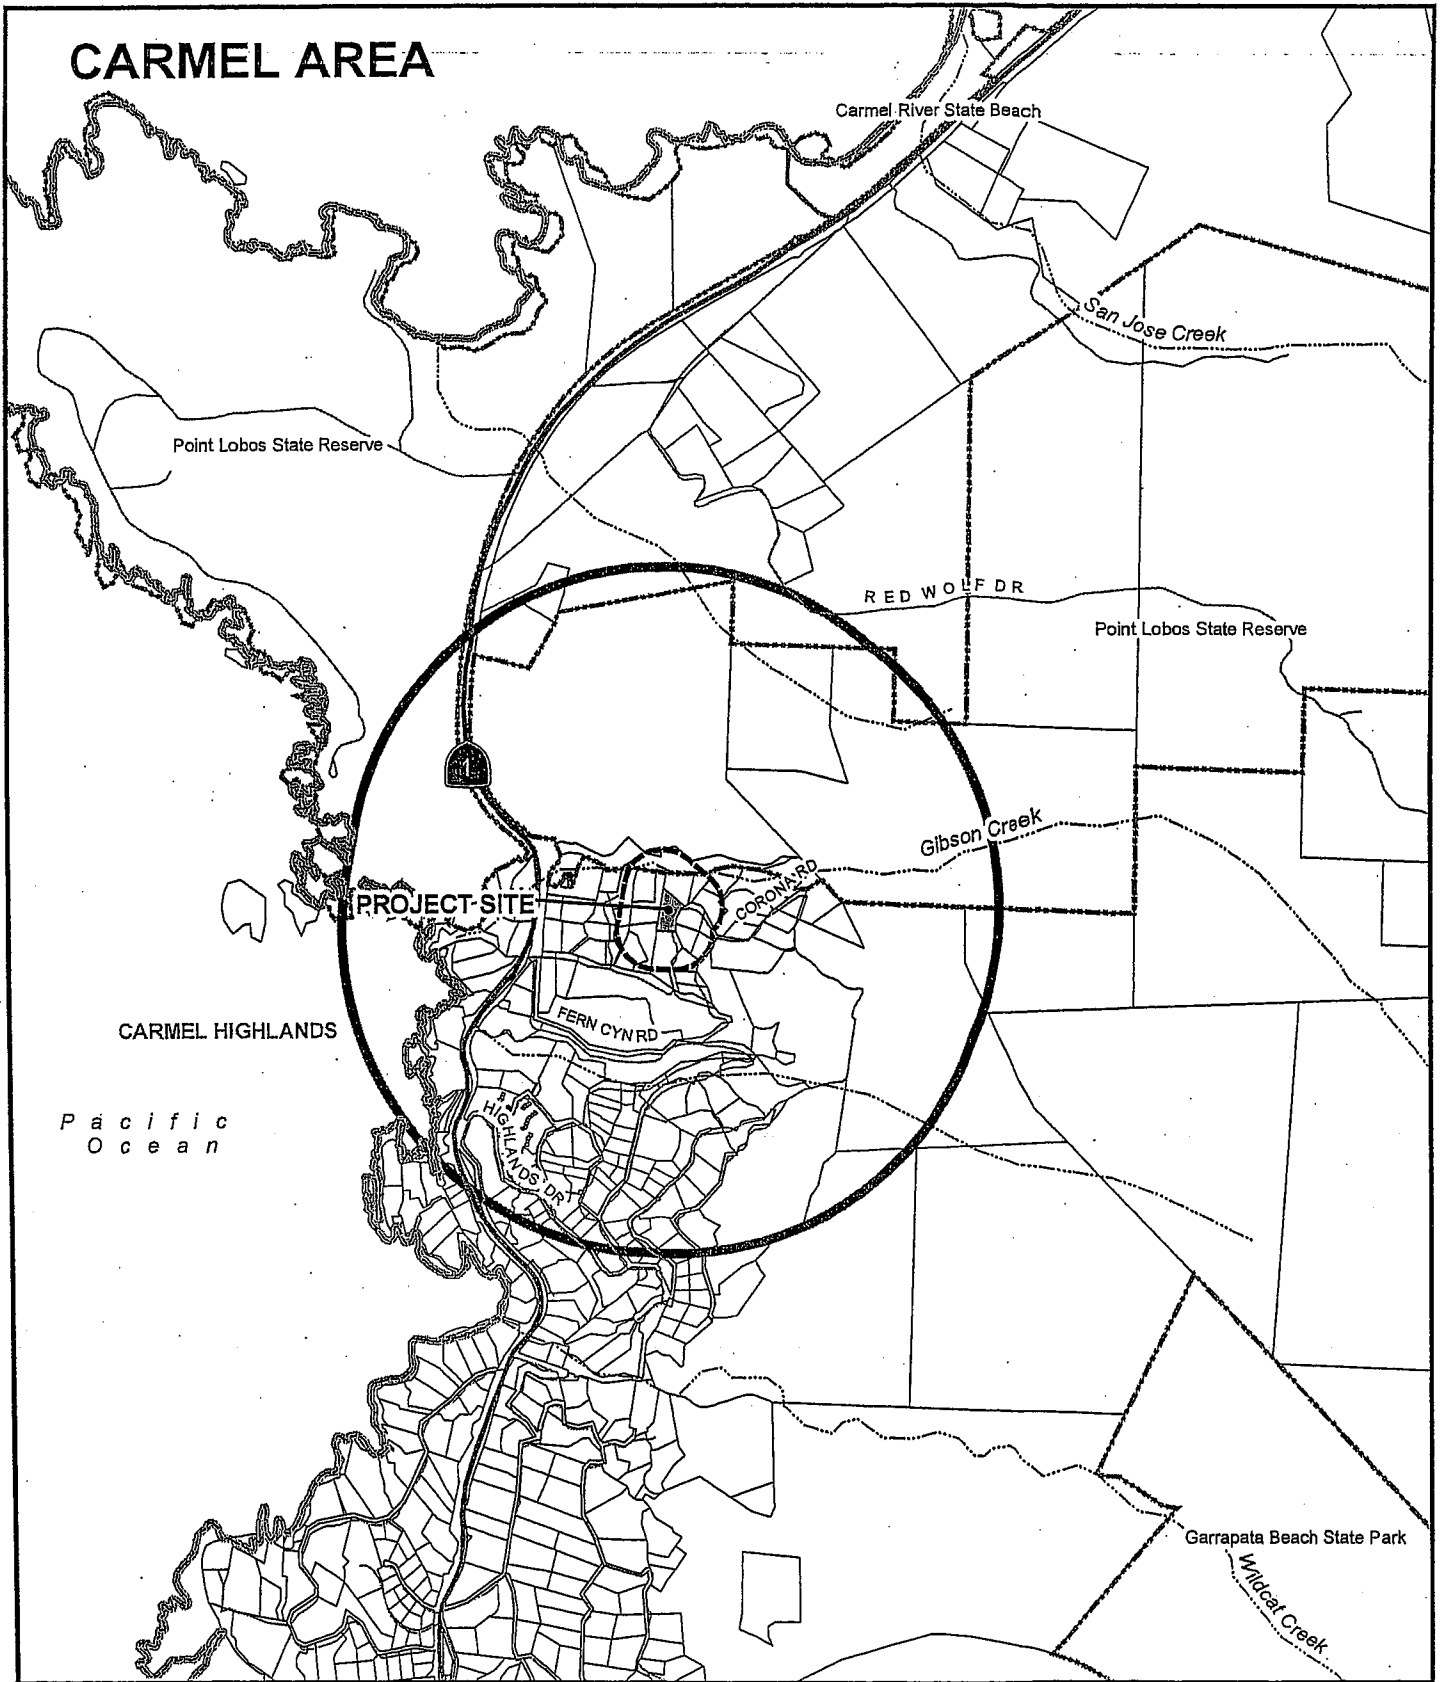 CARMEL AREA
Carmel River State Beach
San Jose Creek
Point Lobos State Reserve
RED WOLF DR
Point Lobos State Reserve
1
Gibson Creek
CORONA RD
PROJECT SITE
FERN CYN RD
CARMEL HIGHLANDS
HIGHLANDS DR
Pacific
Ocean
Garrapata Beach State Park
Wildcat Creek